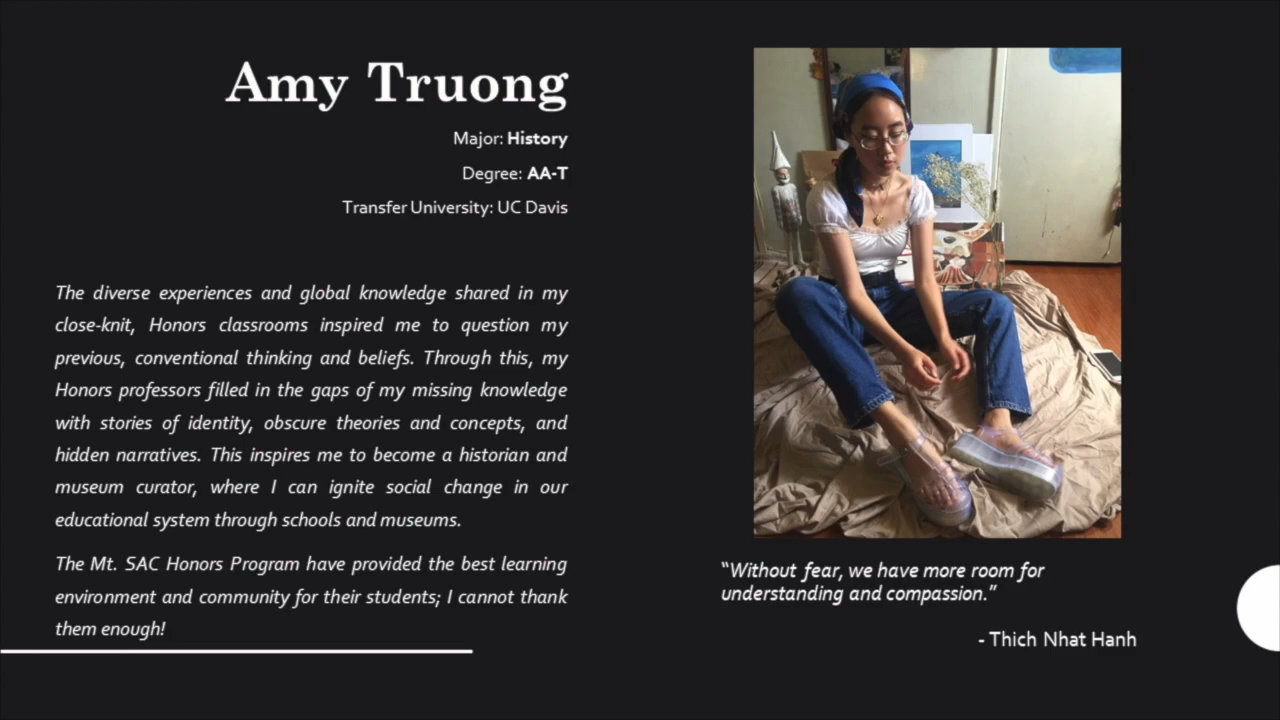 Amy Truong
Major: History
Degree: AA-T
Transfer University: UC Davis
The diverse experiences and global knowledge shared in my
close-knit, Honors classrooms inspired me to question my
previous, conventional thinking and beliefs. Through this, my
Honors professors filled in the gaps of my missing knowledge
with stories of identity, obscure theories and concepts, and
hidden narratives. This inspires me to become a historian and
museum curator, where I can ignite social change in our
educational system through schools and museums.
The Mt. SAC Honors Program have provided the best learning
environment and community for their students; I cannot thank
them enough!
“Without fear, we have more room for
understanding and compassion.”
- Thich Nhat Hanh